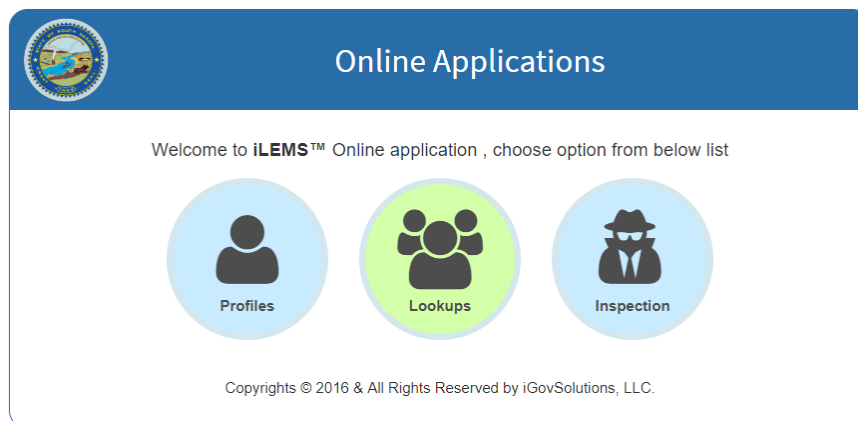 Online Applications
Welcome to iLEMS™ Online application , choose option from below list
Profiles
Lookups
Inspection
Copyrights © 2016 & All Rights Reserved by iGovSolutions, LLC.